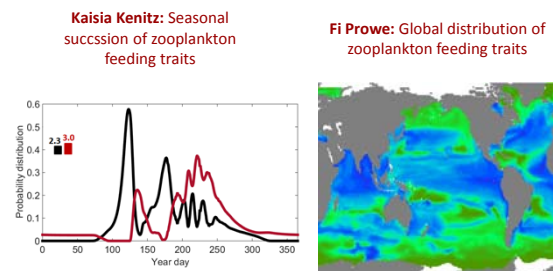 Kaisia Kenitz: Seasonal
succssion of zooplankton
feeding traits
Fi Prowe: Global distribution of
zooplankton feeding traits
0.6
0.5
0.4
0.3
0.2
0.1
0
Probability distribution
2.3
3.0
0 50 100 150 200 250 300 350
Year day